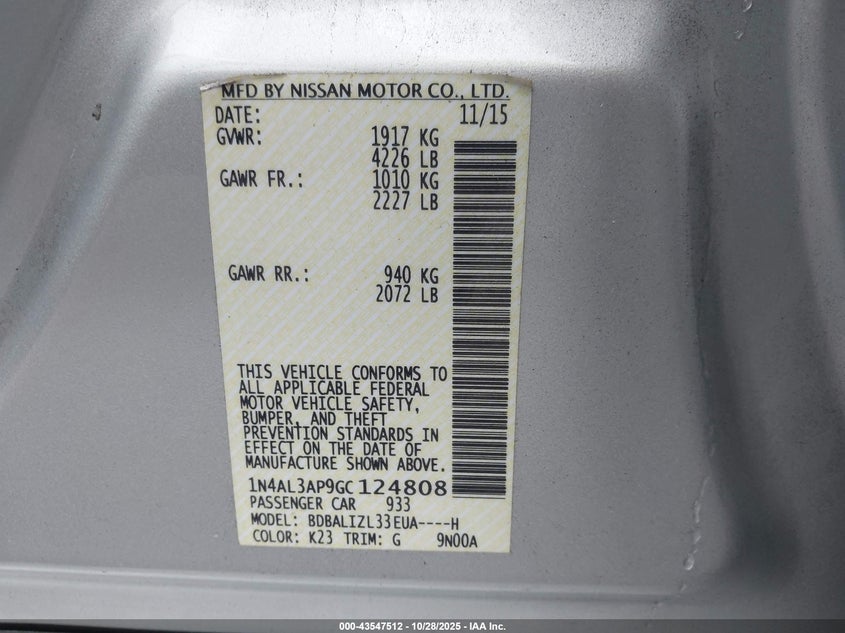 MFD BY NISSAN MOTOR CO., LTD.
DATE: 11/15
GVWR: 1917 KG
4226 LB
GAWR FR.: 1010 KG
2227 LB
GAWR RR.: 940 KG
2072 LB
THIS VEHICLE CONFORMS TO
ALL APPLICABLE FEDERAL
MOTOR VEHICLE SAFETY,
BUMPER, AND THEFT
PREVENTION STANDARDS IN
EFFECT ON THE DATE OF
MANUFACTURE SHOWN ABOVE.
1N4AL3AP9GC124808
PASSENGER CAR 933
MODEL: BDBALIZL33EUA----H
COLOR: K23 TRIM: G 9N00A
000-43547512 - 10/28/2025 - IAA Inc.